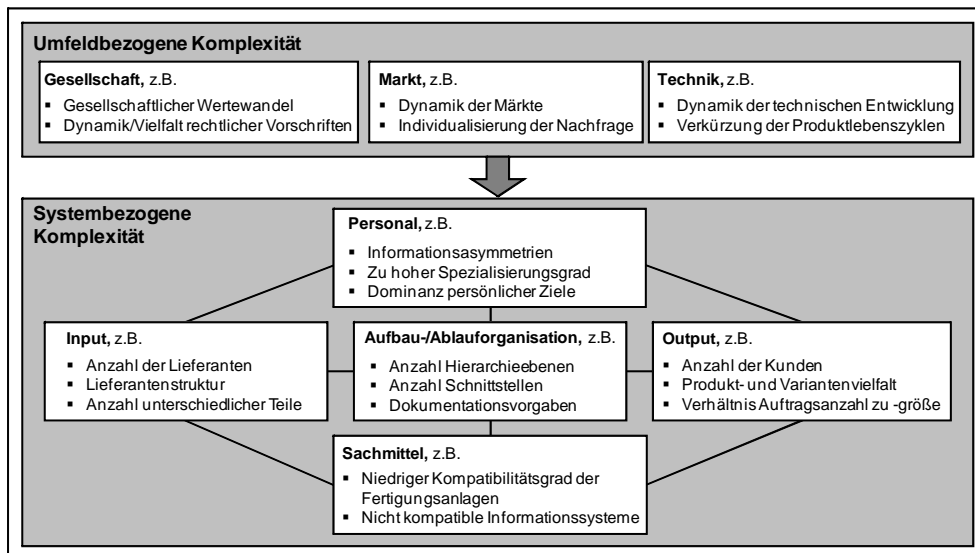 Umfeldbezogene Komplexität
Gesellschaft, z.B.
▪ Gesellschaftlicher Wertewandel
▪ Dynamik/Vielfalt rechtlicher Vorschriften
Markt, z.B.
▪ Dynamik der Märkte
▪ Individualisierung der Nachfrage
Technik, z.B.
▪ Dynamik der technischen Entwicklung
▪ Verkürzung der Produktlebenszyklen
Systembezogene
Komplexität
Personal, z.B.
▪ Informationsasymmetrien
▪ Zu hoher Spezialisierungsgrad
▪ Dominanz persönlicher Ziele
Input, z.B.
▪ Anzahl der Lieferanten
▪ Lieferantenstruktur
▪ Anzahl unterschiedlicher Teile
Aufbau-/Ablauforganisation, z.B.
▪ Anzahl Hierarchieebenen
▪ Anzahl Schnittstellen
▪ Dokumentationsvorgaben
Output, z.B.
▪ Anzahl der Kunden
▪ Produkt- und Variantenvielfalt
▪ Verhältnis Auftragsanzahl zu -größe
Sachmittel, z.B.
▪ Niedriger Kompatibilitätsgrad der
Fertigungsanlagen
▪ Nicht kompatible Informationssysteme